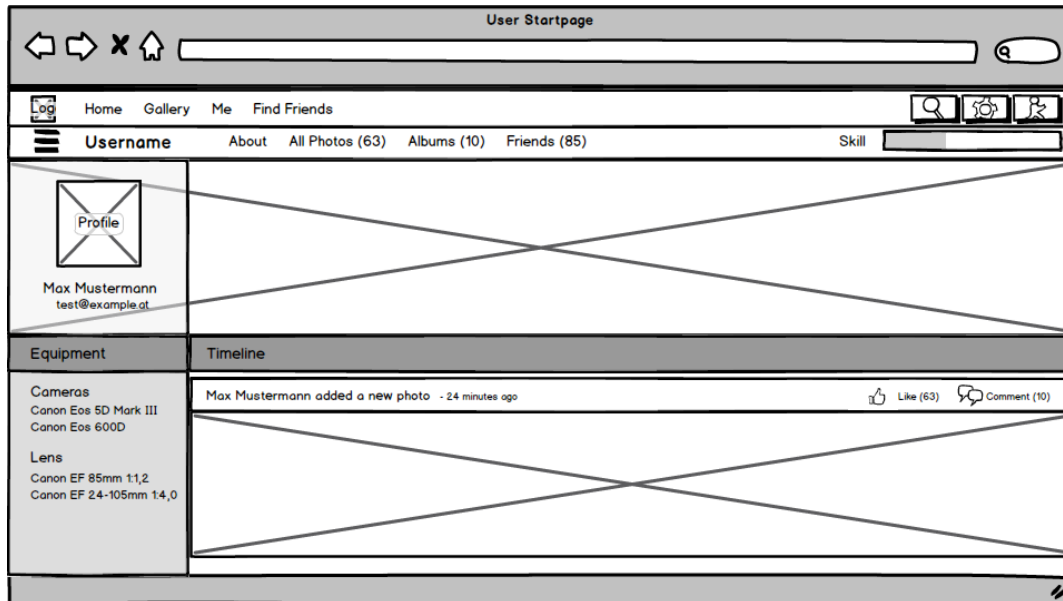 User Startpage
Log Home Gallery Me Find Friends
Username About All Photos (63) Albums (10) Friends (85) Skill
Profile
Max Mustermann
test@example.at
Equipment
Cameras
Canon Eos 5D Mark III
Canon Eos 600D
Lens
Canon EF 85mm 1:1,2
Canon EF 24-105mm 1:4,0
Timeline
Max Mustermann added a new photo - 24 minutes ago Like (63) Comment (10)